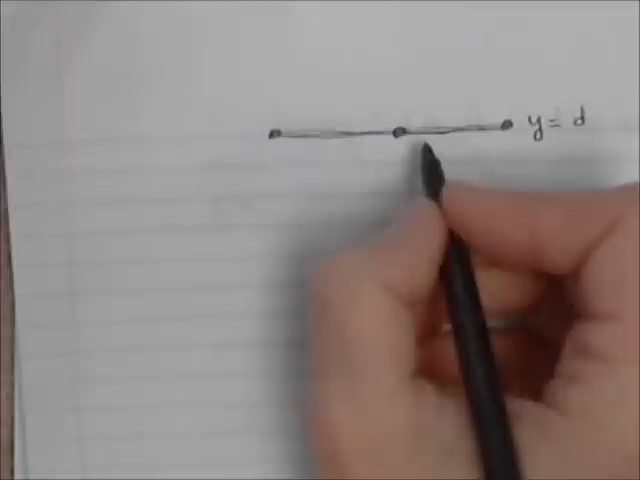 y = d